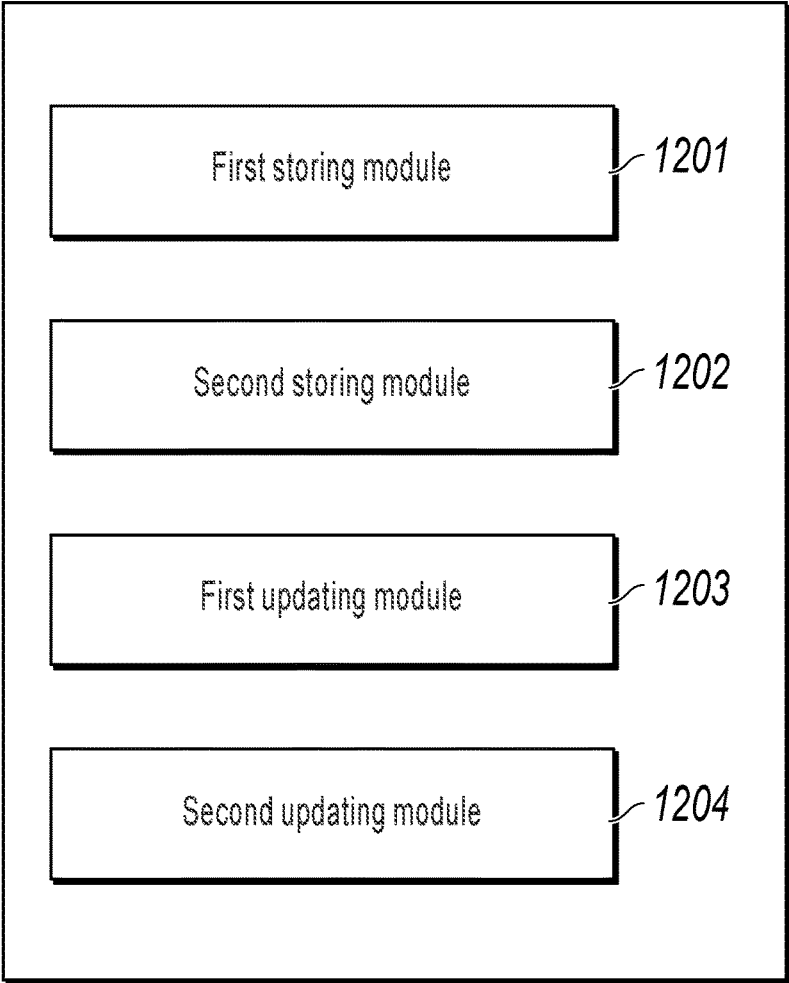 First storing module
1201
Second storing module
1202
First updating module
1203
Second updating module
1204